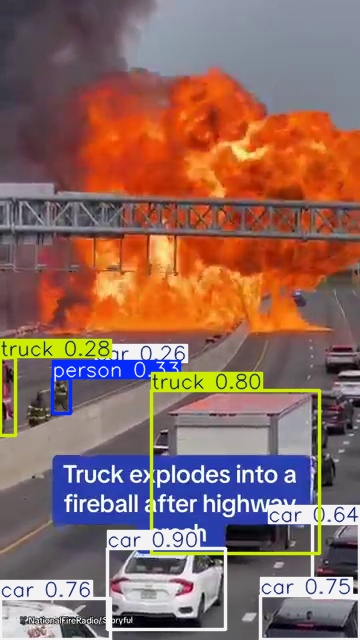 truck 0.28
car 0.26
person 0.33
truck 0.80
Truck explodes into a
fireball after highway
crash
car 0.64
car 0.90
car 0.76
car 0.75
NationalFireRadio/Storyful